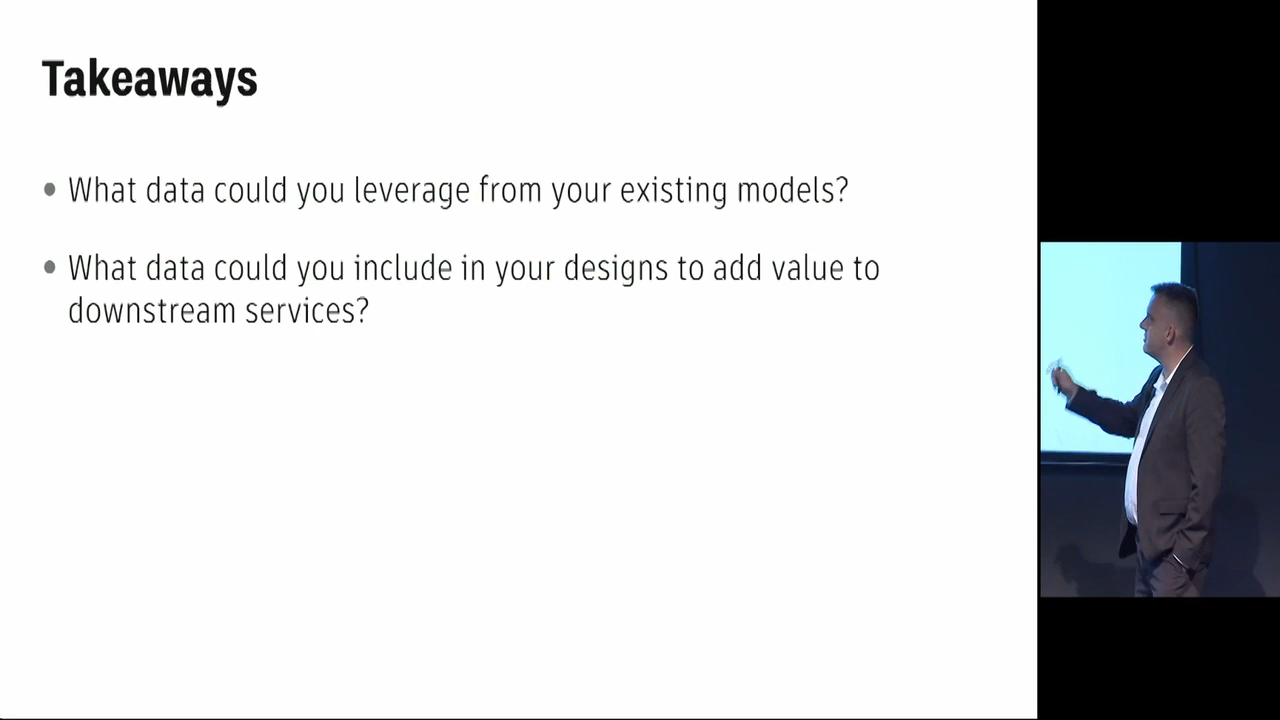 Takeaways
• What data could you leverage from your existing models?
• What data could you include in your designs to add value to
downstream services?